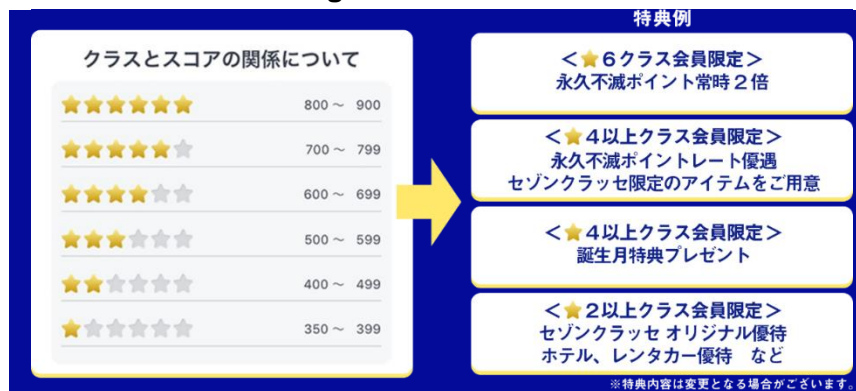 クラスとスコアの関係について
800～ 900
700～ 799
600～ 699
500～ 599
400～ 499
350～ 399
特典例
＜★６クラス会員限定＞
永久不滅ポイント常時２倍
＜★４以上クラス会員限定＞
永久不滅ポイントレート優遇
セゾンクラッセ限定のアイテムをご用意
＜★４以上クラス会員限定＞
誕生月特典プレゼント
＜★２以上クラス会員限定＞
セゾンクラッセ オリジナル優待
ホテル、レンタカー優待　など
※特典内容は変更となる場合がございます。